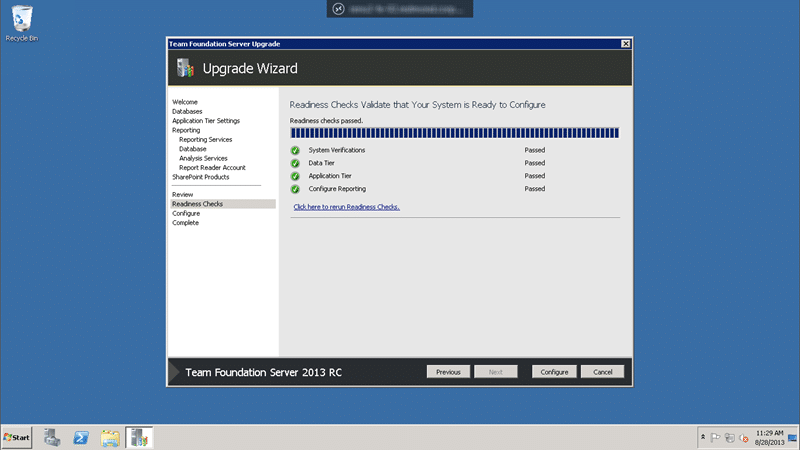 Recycle Bin
Team Foundation Server Upgrade
Upgrade Wizard
Welcome
Databases
Application Tier Settings
Reporting
Reporting Services
Database
Analysis Services
Report Reader Account
SharePoint Products
Review
Readiness Checks
Configure
Complete
Readiness Checks Validate that Your System is Ready to Configure
Readiness checks passed.
System Verifications Passed
Data Tier Passed
Application Tier Passed
Configure Reporting Passed
Click here to rerun Readiness Checks.
Team Foundation Server 2013 RC
Previous Next Configure Cancel
Start
11:29 AM
8/28/2013